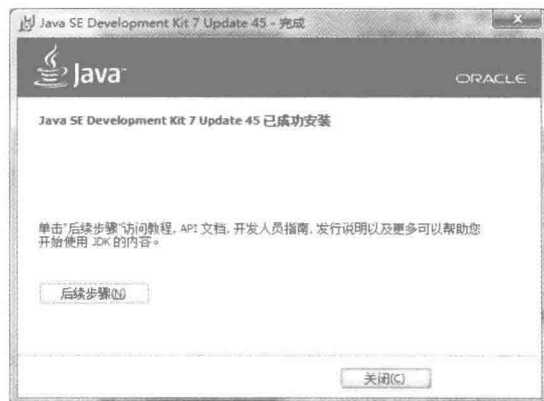 Java SE Development Kit 7 Update 45 - 完成
Java
ORACLE
Java SE Development Kit 7 Update 45 已成功安装
单击"后续步骤"访问教程, API 文档, 开发人员指南, 发行说明以及更多可以帮助您
开始使用 JDK 的内容。
后续步骤(N)
关闭(C)